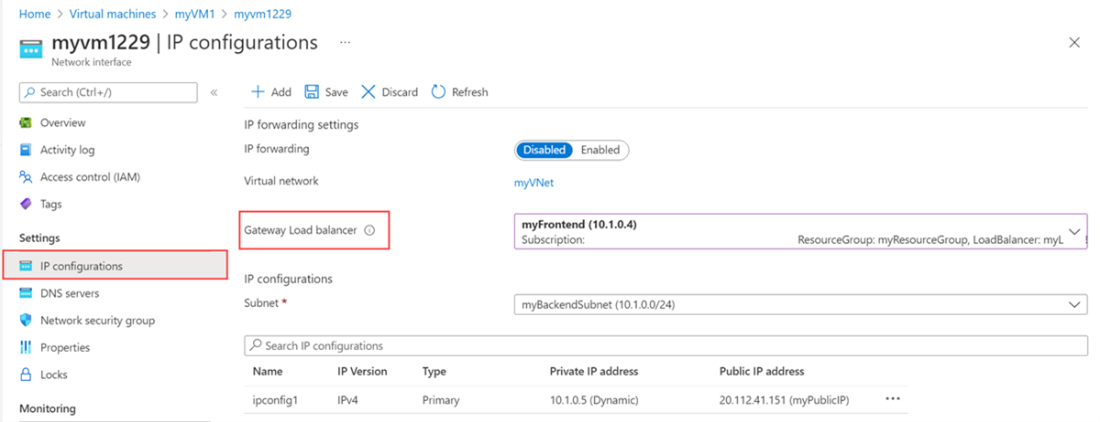 Home > Virtual machines > myVM1 > myvm1229
myvm1229 | IP configurations ...
Network interface
Search (Ctrl+/) «
Overview
Activity log
Access control (IAM)
Tags
Settings
IP configurations
DNS servers
Network security group
Properties
Locks
Monitoring
Add Save Discard Refresh
IP forwarding settings
IP forwarding Disabled Enabled
Virtual network myVNet
Gateway Load balancer myFrontend (10.1.0.4)
Subscription: ResourceGroup: myResourceGroup, LoadBalancer: myL
IP configurations
Subnet * myBackendSubnet (10.1.0.0/24)
Search IP configurations
Name IP Version Type Private IP address Public IP address
ipconfig1 IPv4 Primary 10.1.0.5 (Dynamic) 20.112.41.151 (myPublicIP) ...